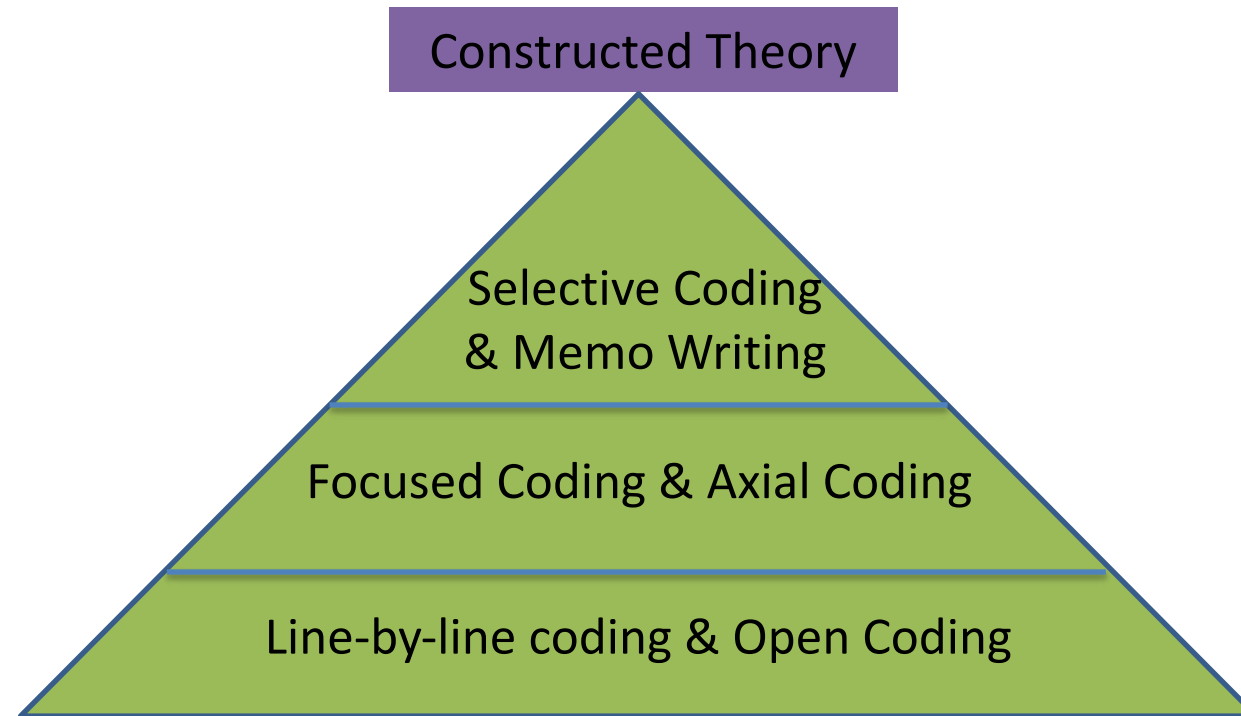 Constructed Theory
Selective Coding
& Memo Writing
Focused Coding & Axial Coding
Line-by-line coding & Open Coding